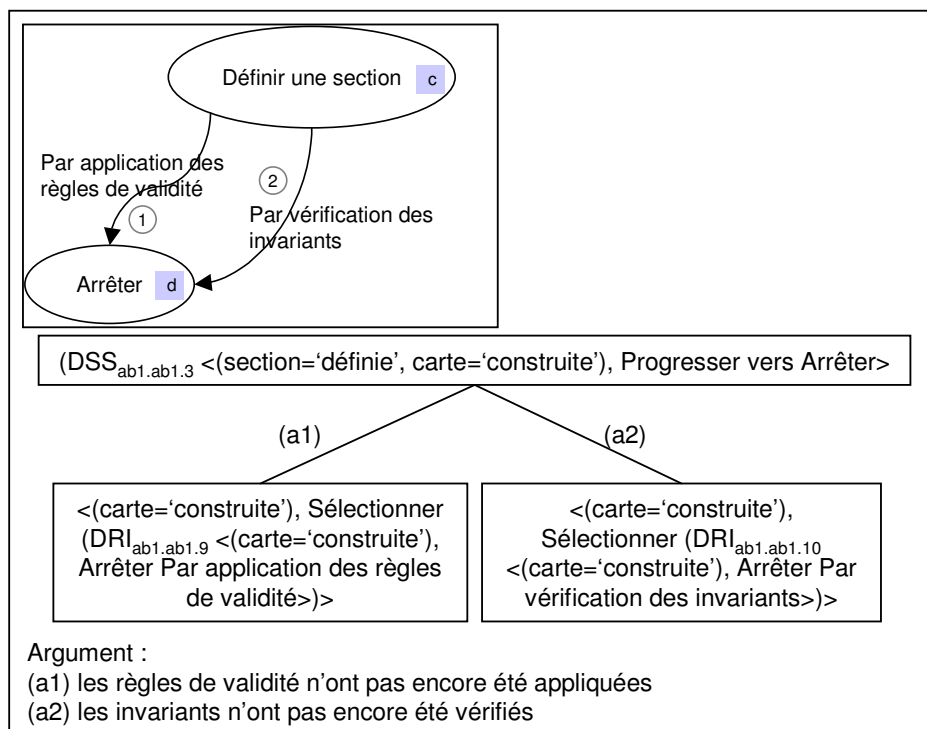 Définir une section c
Par application des
règles de validité
2
1
Par vérification des
invariants
Arrêter d
(DSSab1.ab1.3 <(section=‘définie’, carte=‘construite’), Progresser vers Arrêter>
(a1) (a2)
<(carte=‘construite’), Sélectionner
(DRIab1.ab1.9 <(carte=‘construite’),
Arrêter Par application des règles
de validité>)>
<(carte=‘construite’),
Sélectionner (DRIab1.ab1.10
<(carte=‘construite’), Arrêter Par
vérification des invariants>)>
Argument :
(a1) les règles de validité n’ont pas encore été appliquées
(a2) les invariants n’ont pas encore été vérifiés